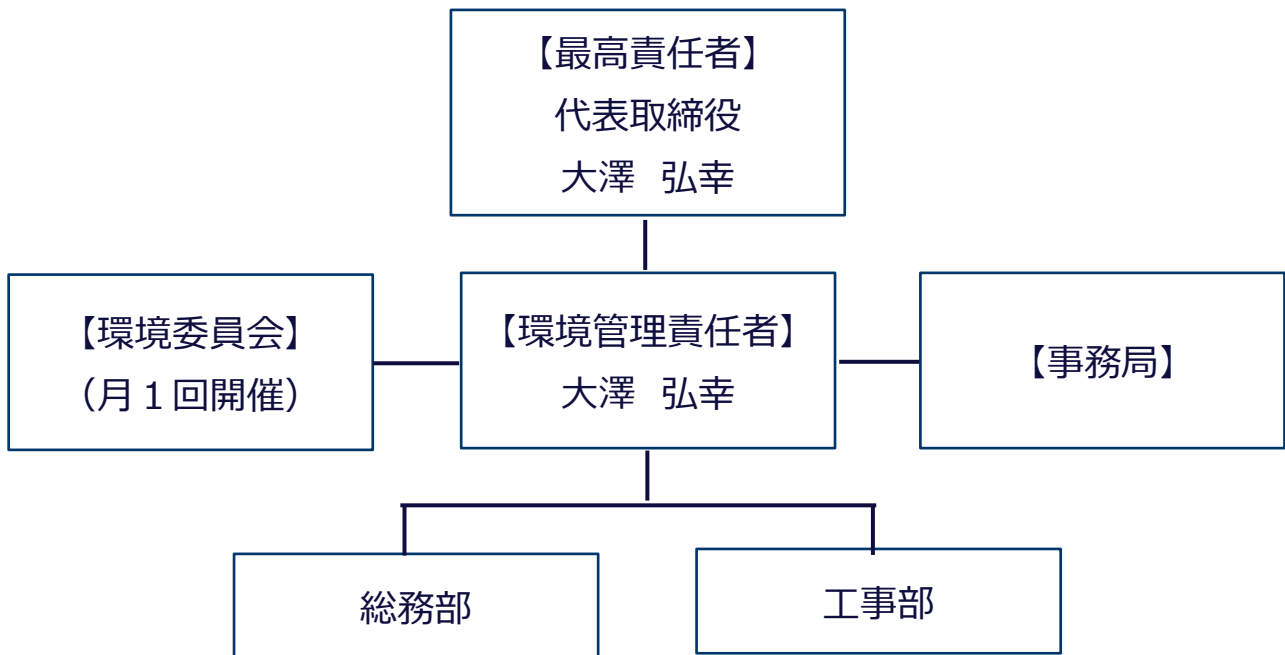 【最高責任者】
代表取締役
大澤 弘幸
【環境委員会】
（月１回開催）
【環境管理責任者】
大澤 弘幸
【事務局】
総務部
工事部